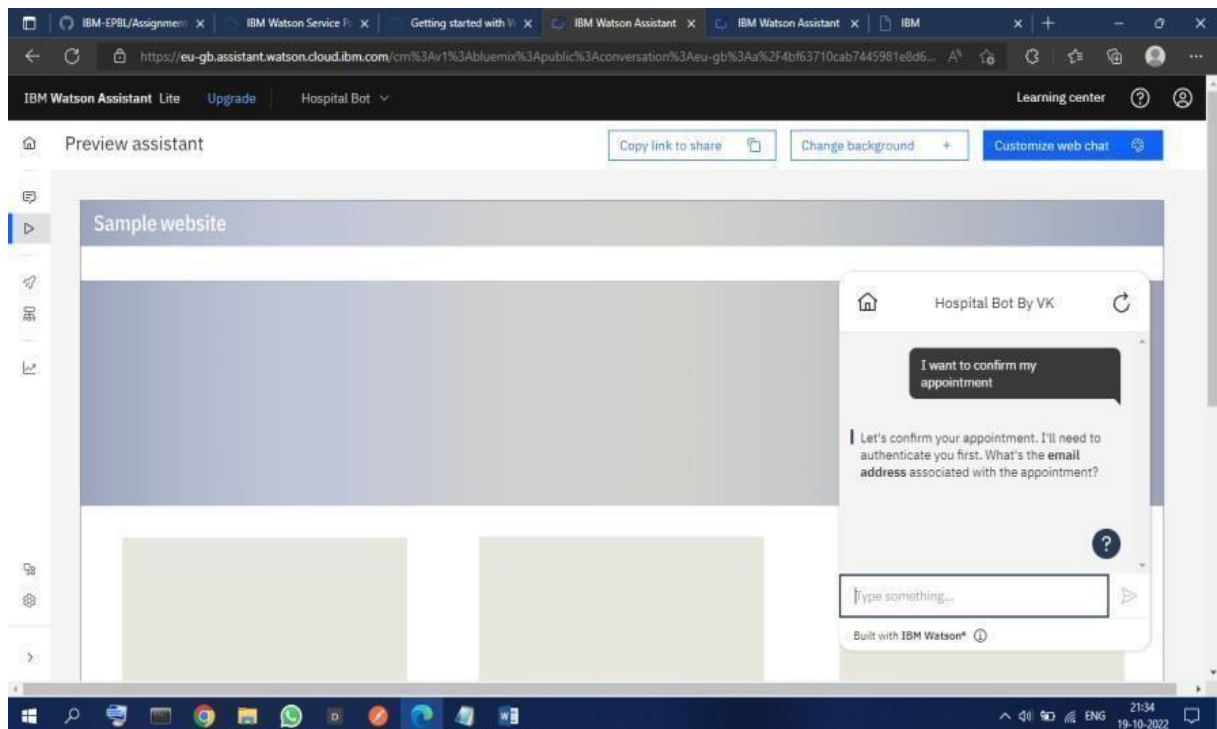 IBM-EPBL/Assignment
IBM Watson Service P
Getting started with W
IBM Watson Assistant
IBM Watson Assistant
IBM
https://eu-gb.assistant.watson.cloud.ibm.com/crn%3Av1%3Abluemix%3Apublic%3Aconversation%3Aeu-gb%3Aa%2F4bf63710cab7445981e8d6...
IBM Watson Assistant Lite Upgrade Hospital Bot Learning center
Preview assistant Copy link to share Change background + Customize web chat
Sample website
Hospital Bot By VK
I want to confirm my
appointment
Let's confirm your appointment. I'll need to
authenticate you first. What's the email
address associated with the appointment?
?
Type something...
Built with IBM Watson®
ENG
21:34
19-10-2022